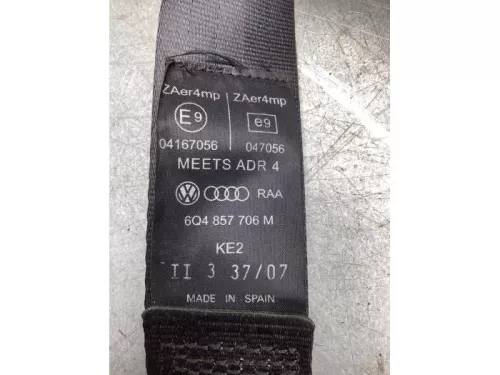 ZAer4mp ZAer4mp
E9 e9
04167056 047056
MEETS ADR 4
VW RAA
6Q4 857 706 M
KE2
II 3 37/07
MADE IN SPAIN